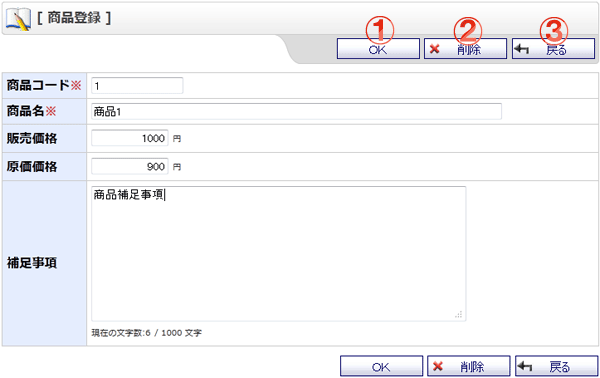 [ 商品登録 ]
① ② ③
OK 削除 戻る
商品コード※ 1
商品名※ 商品1
販売価格 1000 円
原価価格 900 円
補足事項 商品補足事項
現在の文字数:6 / 1000 文字
OK 削除 戻る